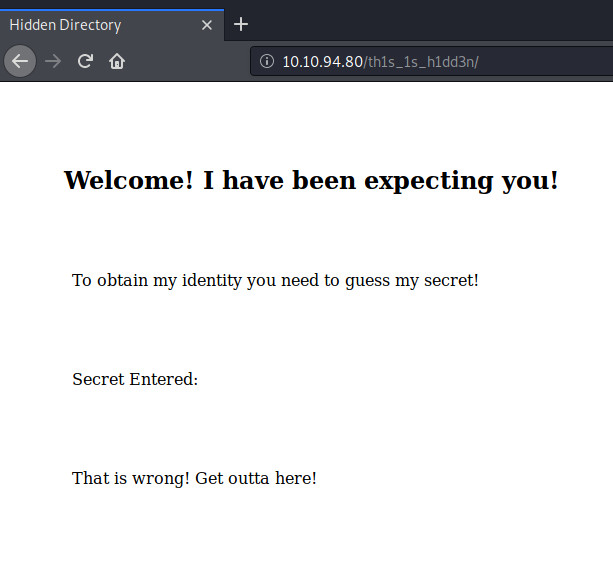 Hidden Directory
10.10.94.80/th1s_1s_h1dd3n/
Welcome! I have been expecting you!
To obtain my identity you need to guess my secret!
Secret Entered:
That is wrong! Get outta here!